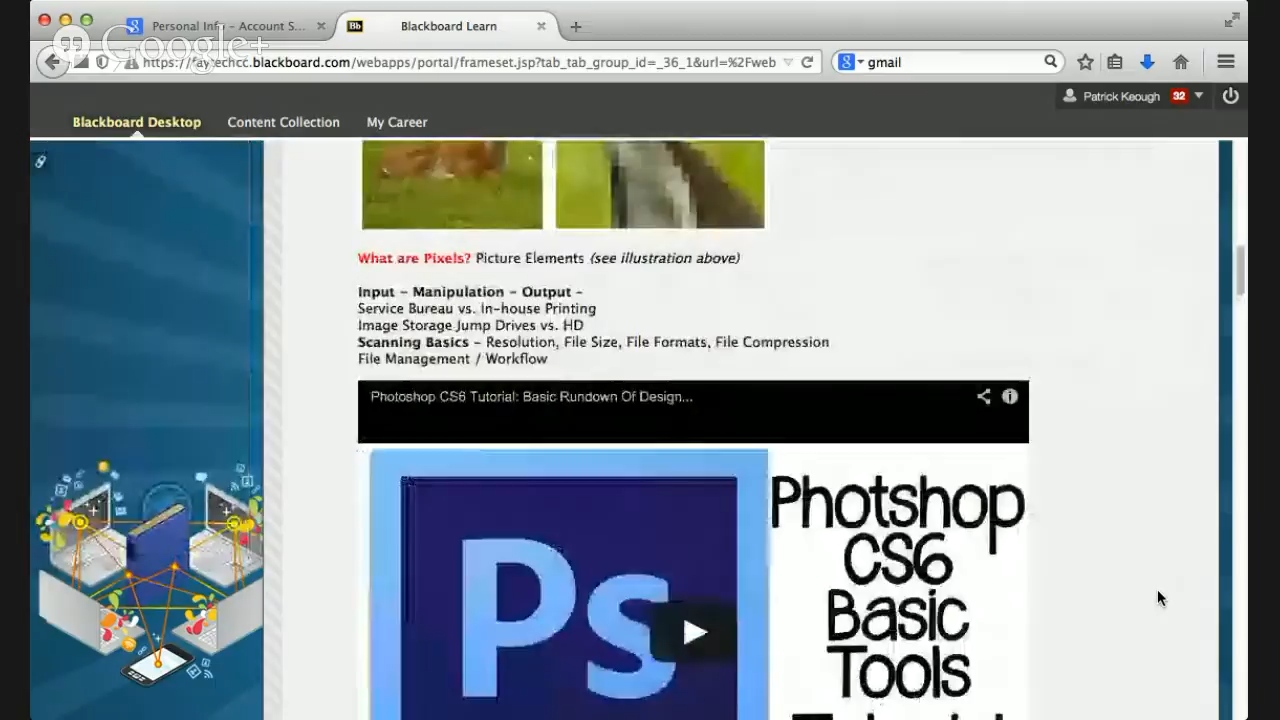 Personal Info - Account S...
Blackboard Learn
Google+
https://faytechcc.blackboard.com/webapps/portal/frameset.jsp?tab_tab_group_id=_36_1&url=%2Fweb
gmail
Patrick Keough 32
Blackboard Desktop Content Collection My Career
What are Pixels? Picture Elements (see illustration above)
Input - Manipulation - Output -
Service Bureau vs. In-house Printing
Image Storage Jump Drives vs. HD
Scanning Basics - Resolution, File Size, File Formats, File Compression
File Management / Workflow
Photoshop CS6 Tutorial: Basic Rundown Of Design...
Ps
Photshop
CS6
Basic
Tools